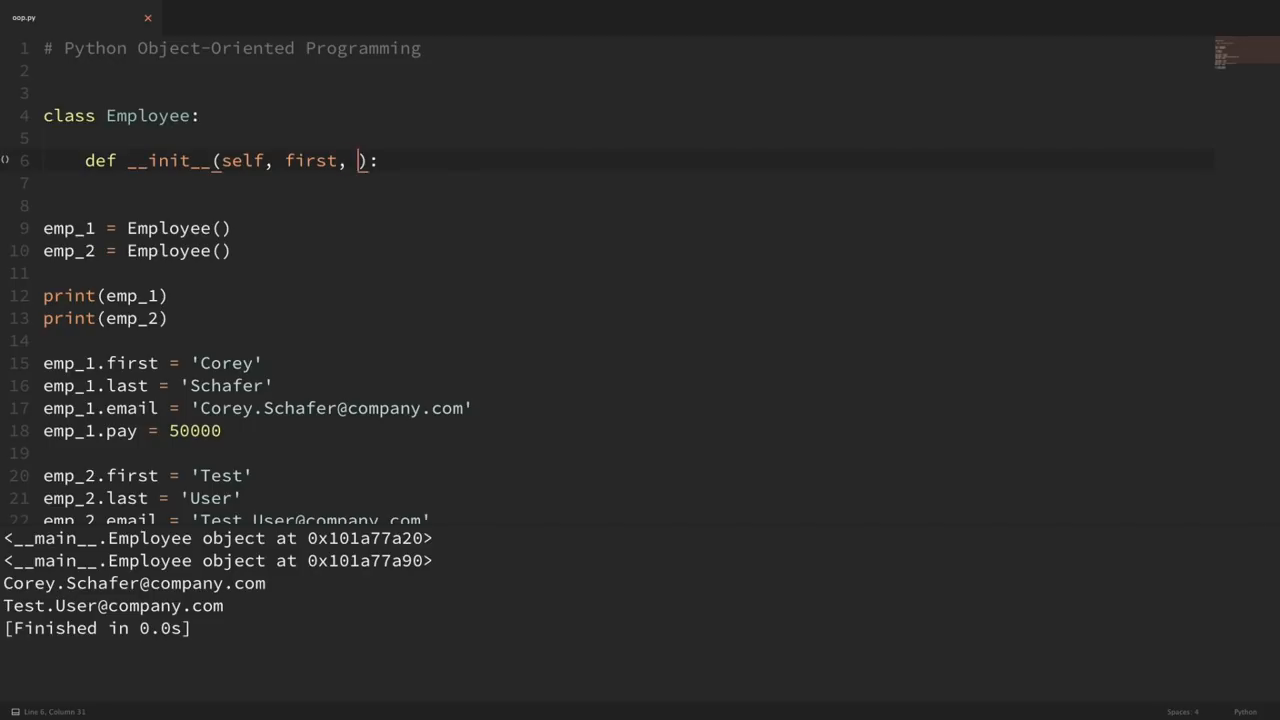 oop.py
1 # Python Object-Oriented Programming
2
3
4 class Employee:
5
6     def __init__(self, first, ):
7
8
9 emp_1 = Employee()
10 emp_2 = Employee()
11
12 print(emp_1)
13 print(emp_2)
14
15 emp_1.first = 'Corey'
16 emp_1.last = 'Schafer'
17 emp_1.email = 'Corey.Schafer@company.com'
18 emp_1.pay = 50000
19
20 emp_2.first = 'Test'
21 emp_2.last = 'User'
22 emp_2.email = 'Test.User@company.com'
<__main__.Employee object at 0x101a77a20>
<__main__.Employee object at 0x101a77a90>
Corey.Schafer@company.com
Test.User@company.com
[Finished in 0.0s]
Line 6, Column 31 Spaces: 4 Python